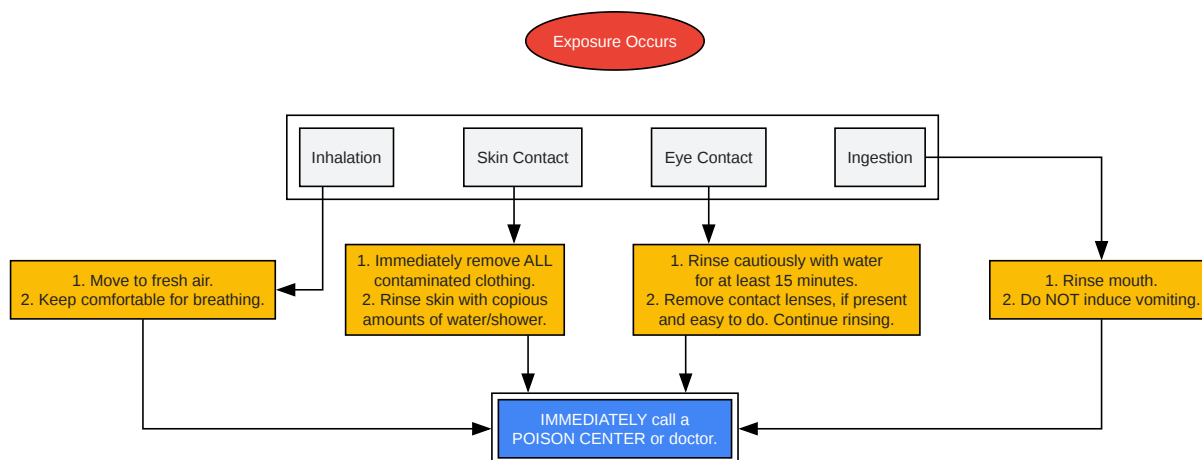 Exposure Occurs
Inhalation
Skin Contact
Eye Contact
Ingestion
1. Move to fresh air.
2. Keep comfortable for breathing.
1. Immediately remove ALL
contaminated clothing.
2. Rinse skin with copious
amounts of water/shower.
1. Rinse cautiously with water
for at least 15 minutes.
2. Remove contact lenses, if present
and easy to do. Continue rinsing.
1. Rinse mouth.
2. Do NOT induce vomiting.
IMMEDIATELY call a
POISON CENTER or doctor.